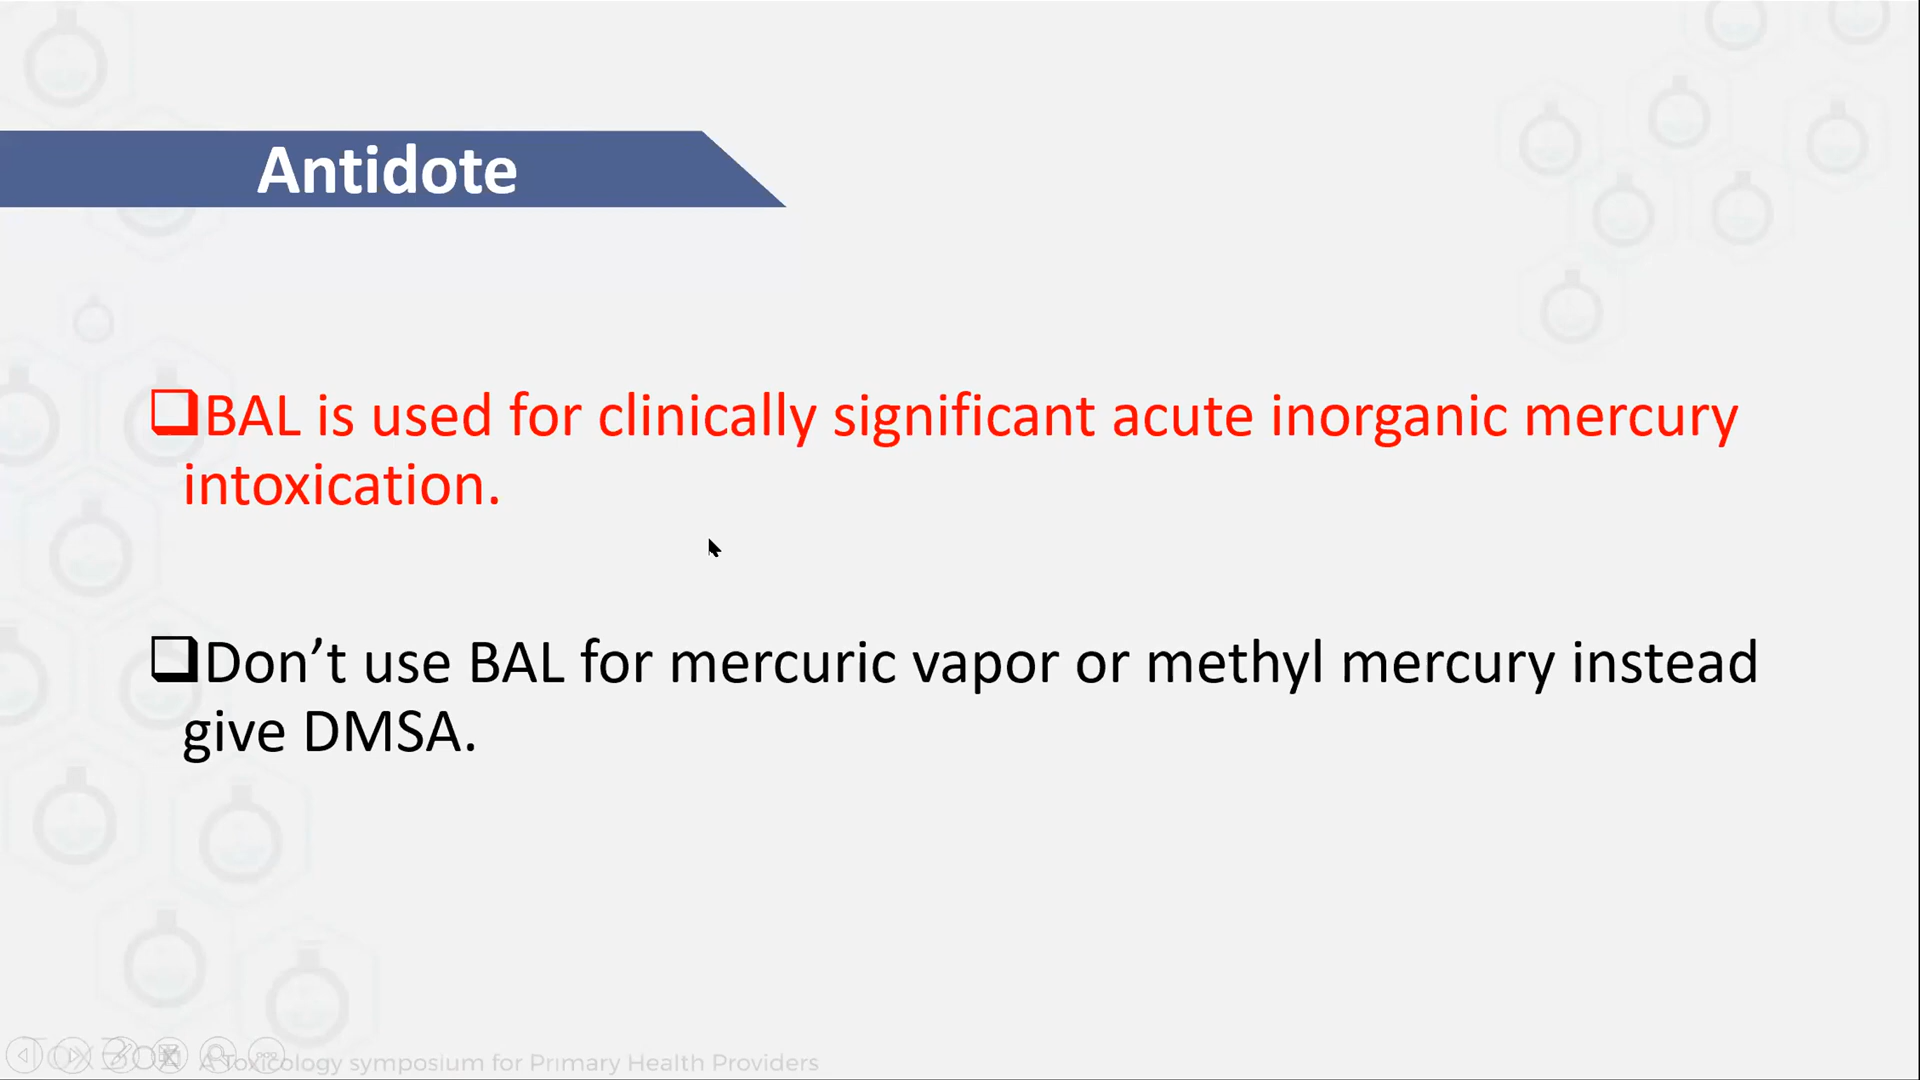 Antidote
❑BAL is used for clinically significant acute inorganic mercury
intoxication.
❑Don’t use BAL for mercuric vapor or methyl mercury instead
give DMSA.
A Toxicology symposium for Primary Health Providers